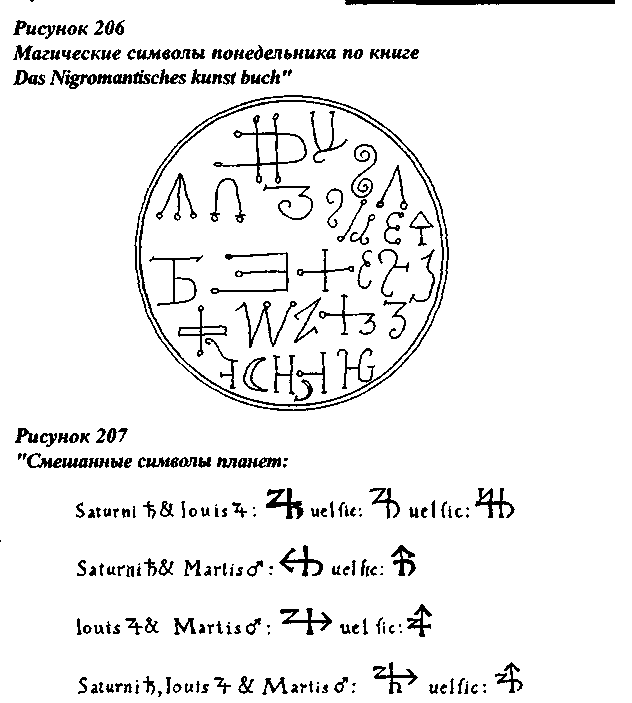 Рисунок 206
Магические символы понедельника по книге
Das Nigromantisches kunst buch"
Рисунок 207
"Смешанные символы планет:
Saturni ♄ & Iouis ♃ : uel sic: uel sic:
Saturni ♄ & Martis ♂ : uel sic:
Iouis ♃ & Martis ♂ : uel sic:
Saturni ♄, Iouis ♃ & Martis ♂ : uel sic: